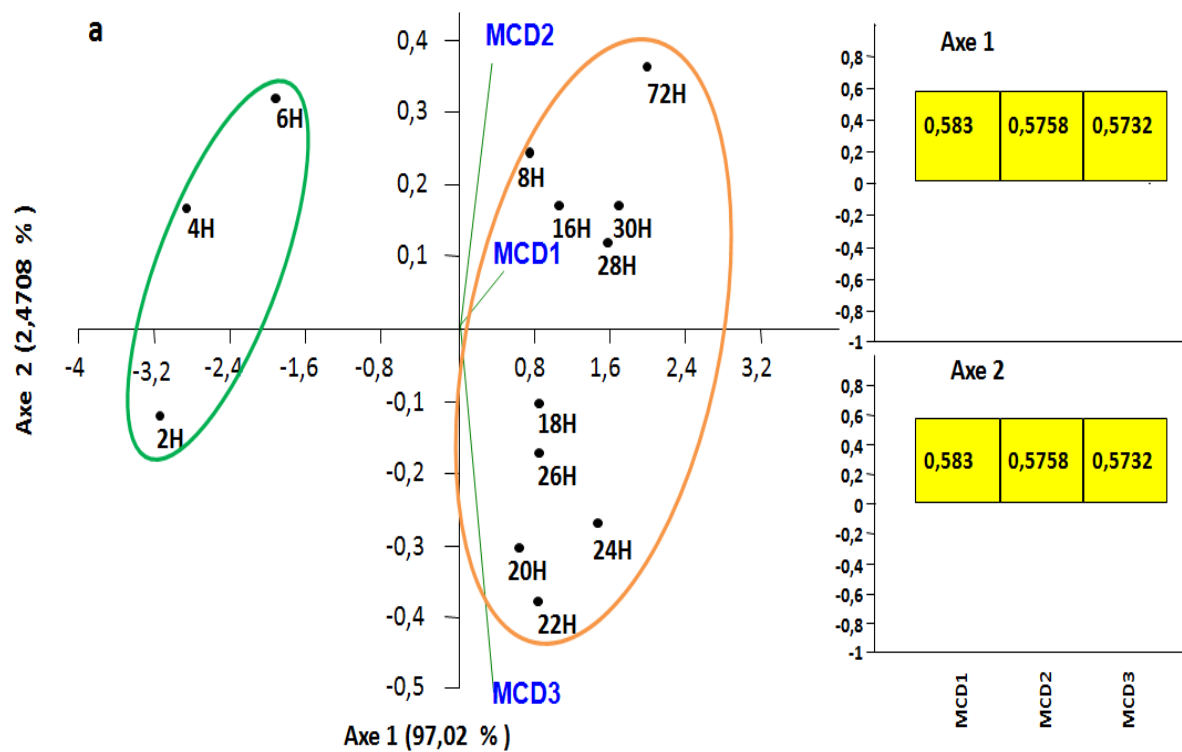 a
MCD2
0,4
6H
0,3
72H
8H
0,2
4H
16H
30H
MCD1
28H
0,1
-4
-3,2
-2,4
-1,6
-0,8
0,8
1,6
2,4
3,2
2H
-0,1
18H
-0,2
26H
-0,3
20H
24H
-0,4
22H
-0,5
MCD3
Axe 2 (2,4708 %)
Axe 1 (97,02 %)
Axe 1
0,8
0,6
0,4
0,2
0
-0,2
-0,4
-0,6
-0,8
-1
0,583 0,5758 0,5732
Axe 2
0,8
0,6
0,4
0,2
0
-0,2
-0,4
-0,6
-0,8
-1
0,583 0,5758 0,5732
MCD1
MCD2
MCD3